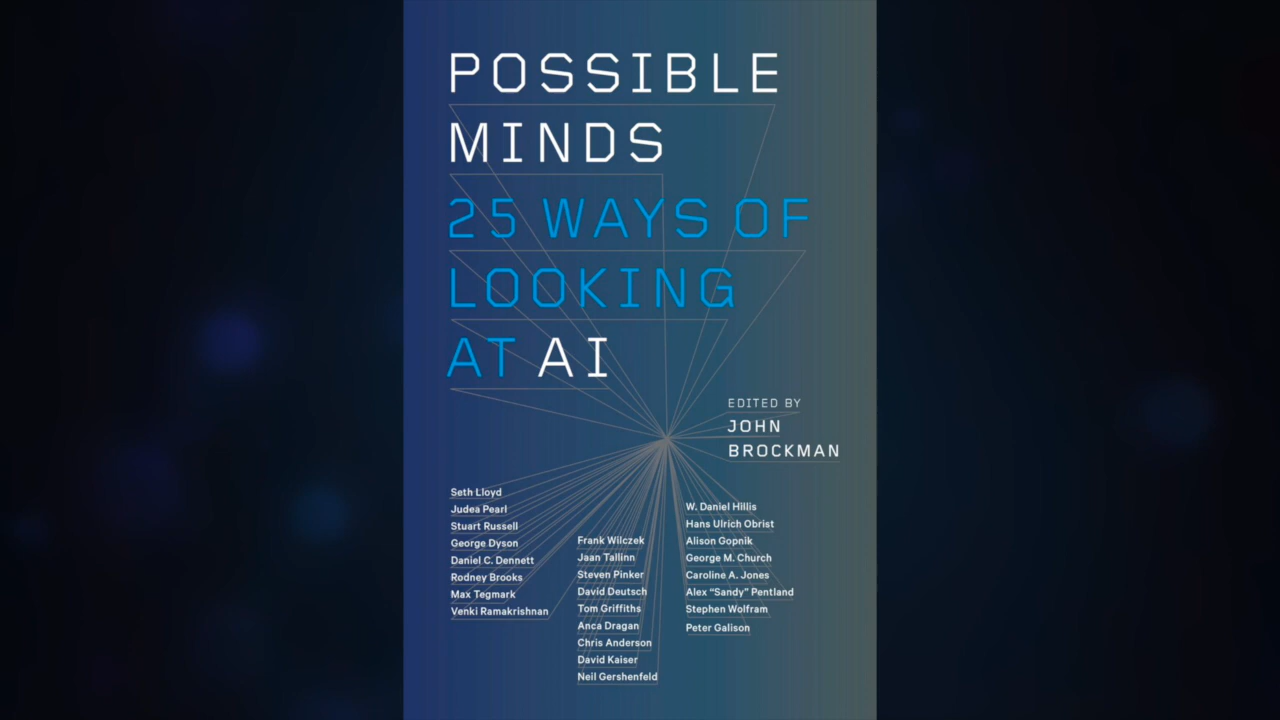 POSSIBLE
MINDS
25 WAYS OF
LOOKING
AT AI
EDITED BY
JOHN
BROCKMAN
Seth Lloyd
Judea Pearl
Stuart Russell
George Dyson
Daniel C. Dennett
Rodney Brooks
Max Tegmark
Venki Ramakrishnan
Frank Wilczek
Jaan Tallinn
Steven Pinker
David Deutsch
Tom Griffiths
Anca Dragan
Chris Anderson
David Kaiser
Neil Gershenfeld
W. Daniel Hillis
Hans Ulrich Obrist
Alison Gopnik
George M. Church
Caroline A. Jones
Alex “Sandy” Pentland
Stephen Wolfram
Peter Galison